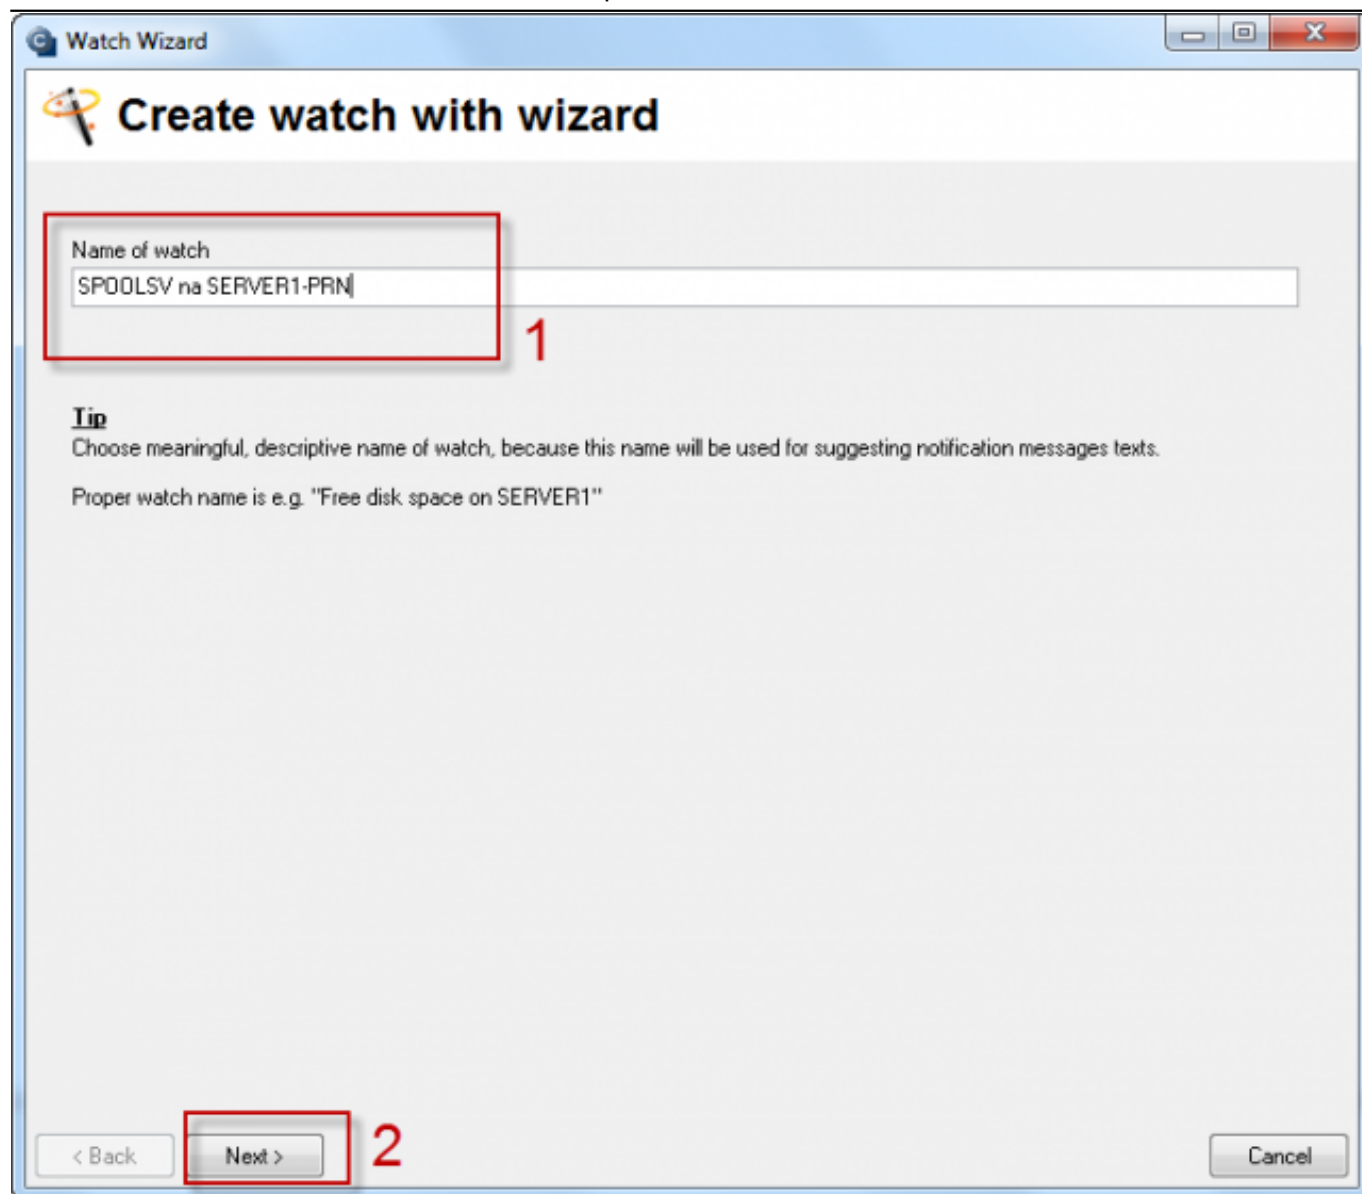 Watch Wizard
Create watch with wizard
Name of watch
SPOOLSV na SERVER1-PRN
1
Tip
Choose meaningful, descriptive name of watch, because this name will be used for suggesting notification messages texts.
Proper watch name is e.g. "Free disk space on SERVER1"
< Back
Next >
2
Cancel